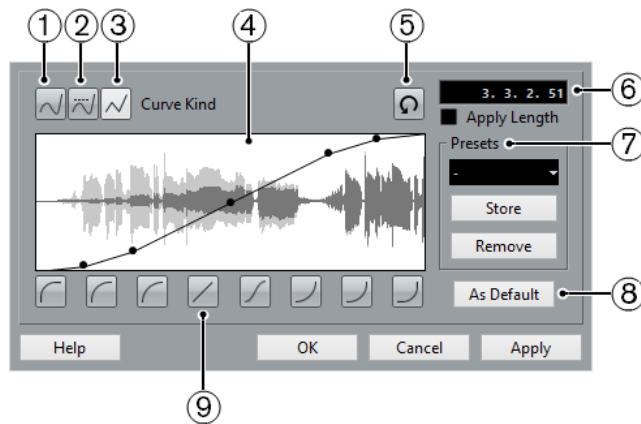 1 2 3 4 5
Curve Kind
3. 3. 2. 51 6
Apply Length
Presets 7
-
Store
Remove
As Default 8
Help OK Cancel Apply
9